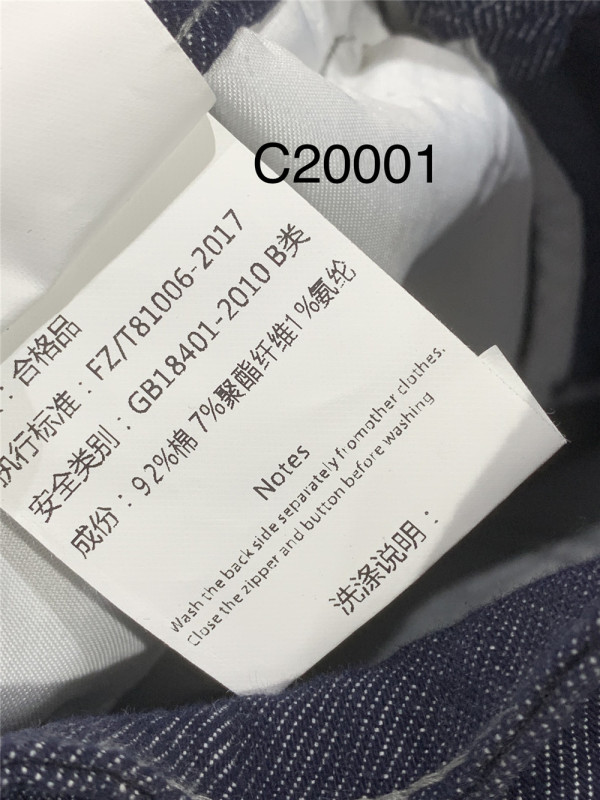 C20001
：合格品
执行标准：FZ/T81006-2017
安全类别：GB18401-2010 B类
成份：92%棉 7%聚酯纤维1%氨纶
Notes
Wash the back side separately from other clothes.
Close the zipper and button before washing
洗涤说明：